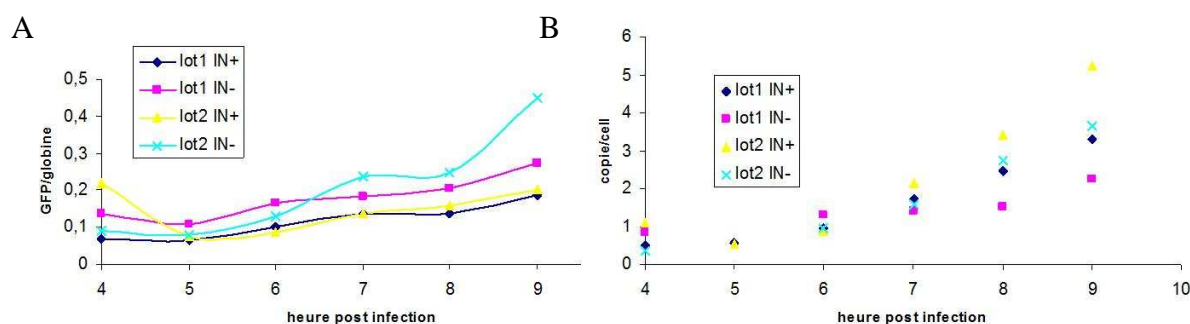 A
lot1 IN+
lot1 IN-
lot2 IN+
lot2 IN-
GFP/globine
0,5
0,4
0,3
0,2
0,1
0
4 5 6 7 8 9
heure post infection
B
lot1 IN+
lot1 IN-
lot2 IN+
lot2 IN-
copie/cell
6
5
4
3
2
1
0
4 5 6 7 8 9 10
heure post infection